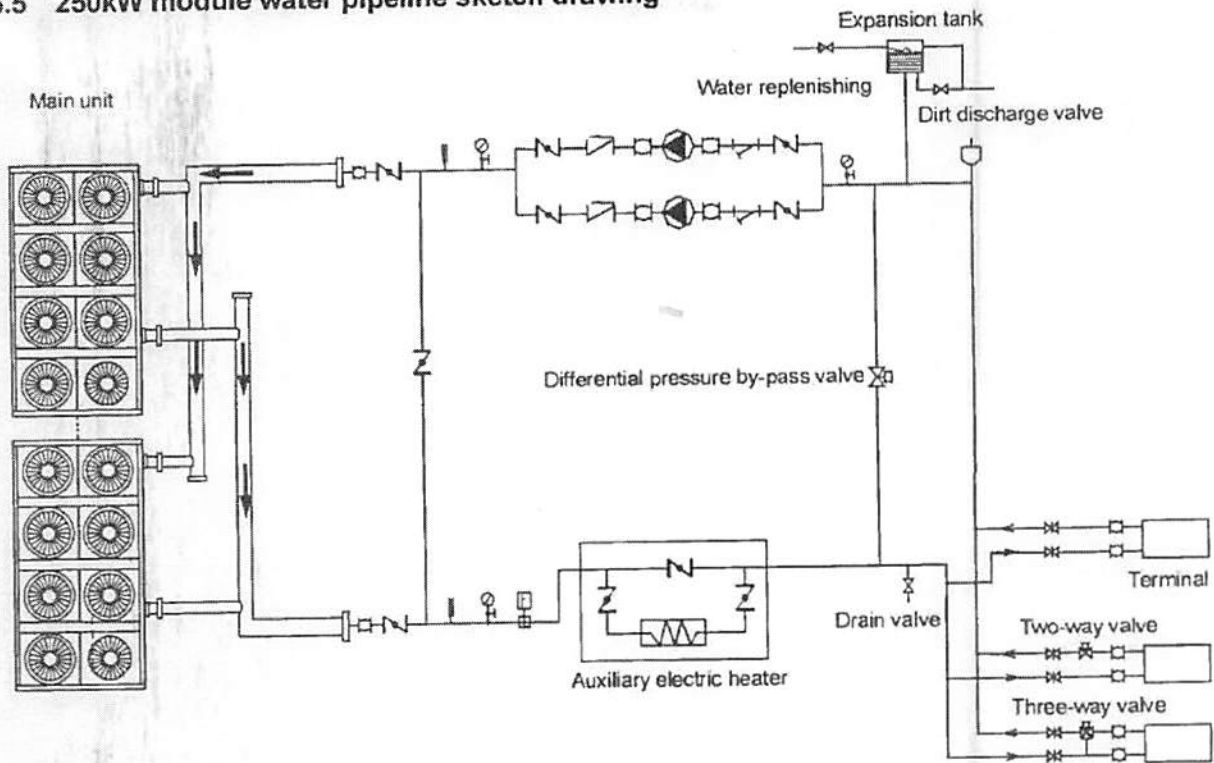 .5 250kW module water pipeline sketch drawing
Expansion tank
Water replenishing
Main unit
Dirt discharge valve
Differential pressure by-pass valve
Terminal
Drain valve
Two-way valve
Auxiliary electric heater
Three-way valve